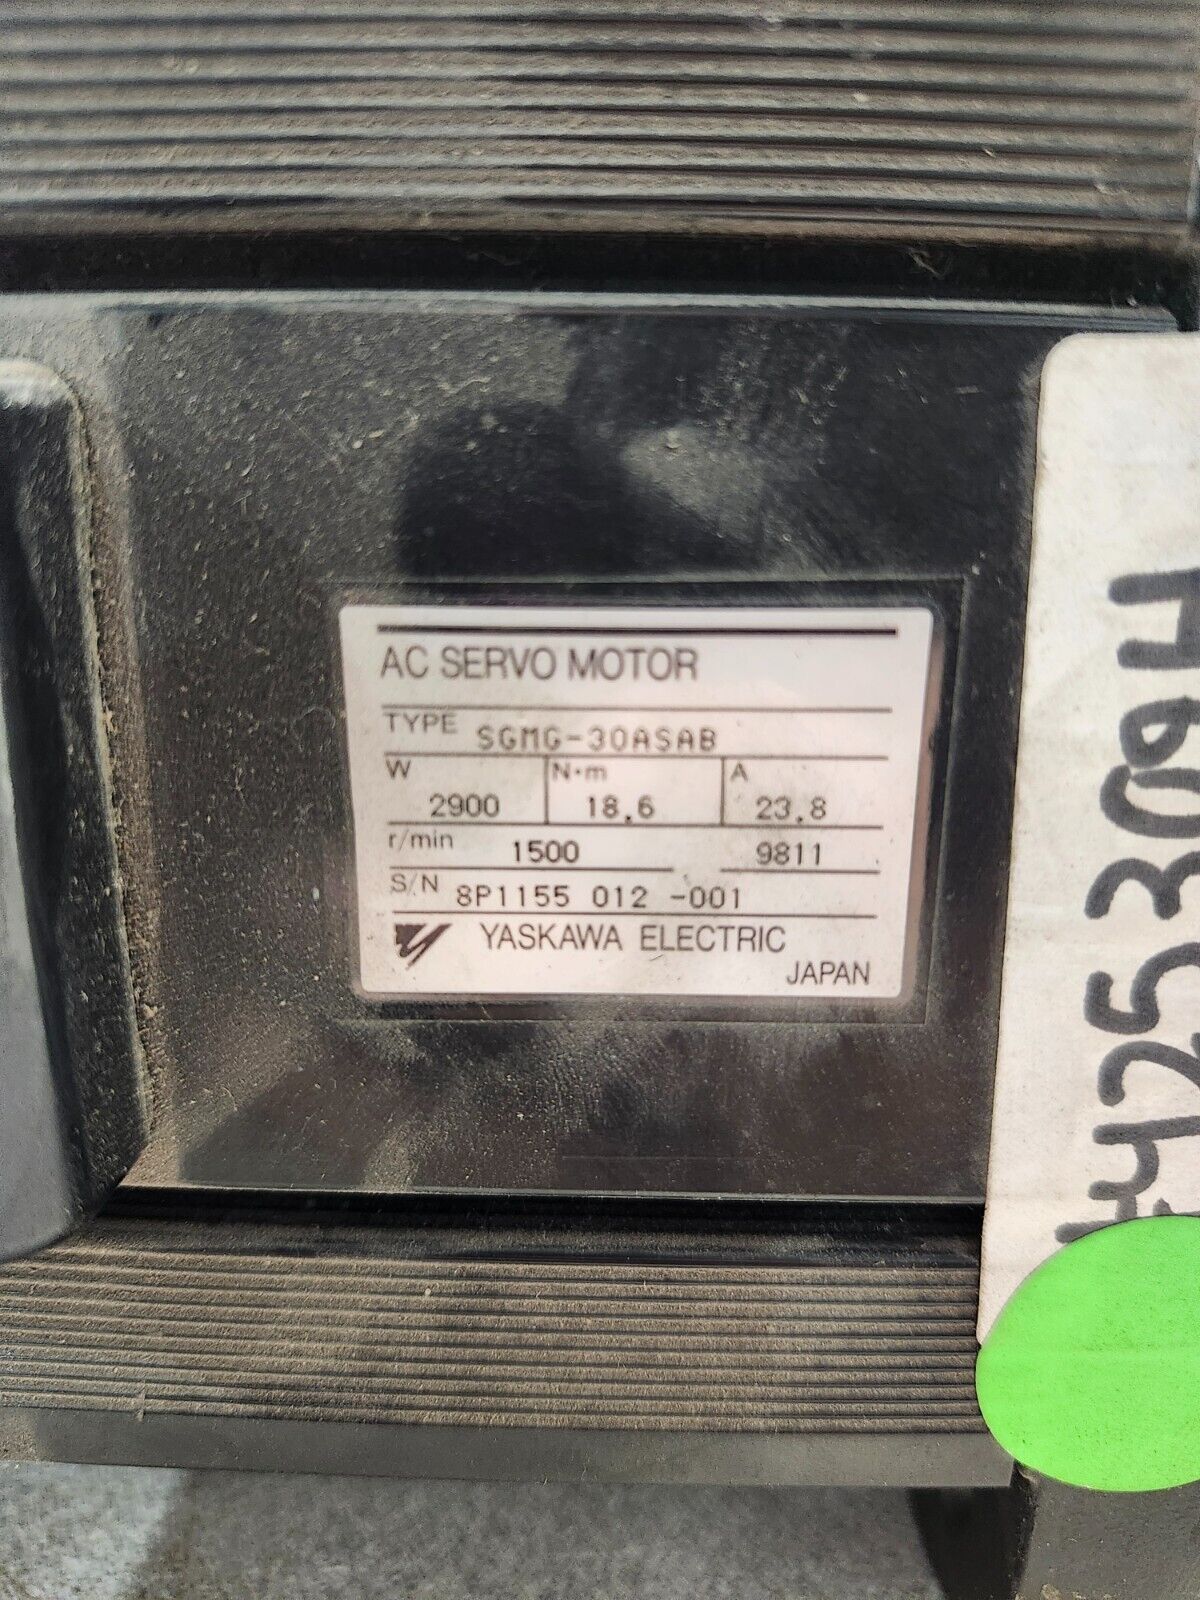 AC SERVO MOTOR
TYPE SGMG-30ASAB
W N·m A
2900 18.6 23.8
r/min 1500 9811
S/N 8P1155 012 -001
YASKAWA ELECTRIC
JAPAN